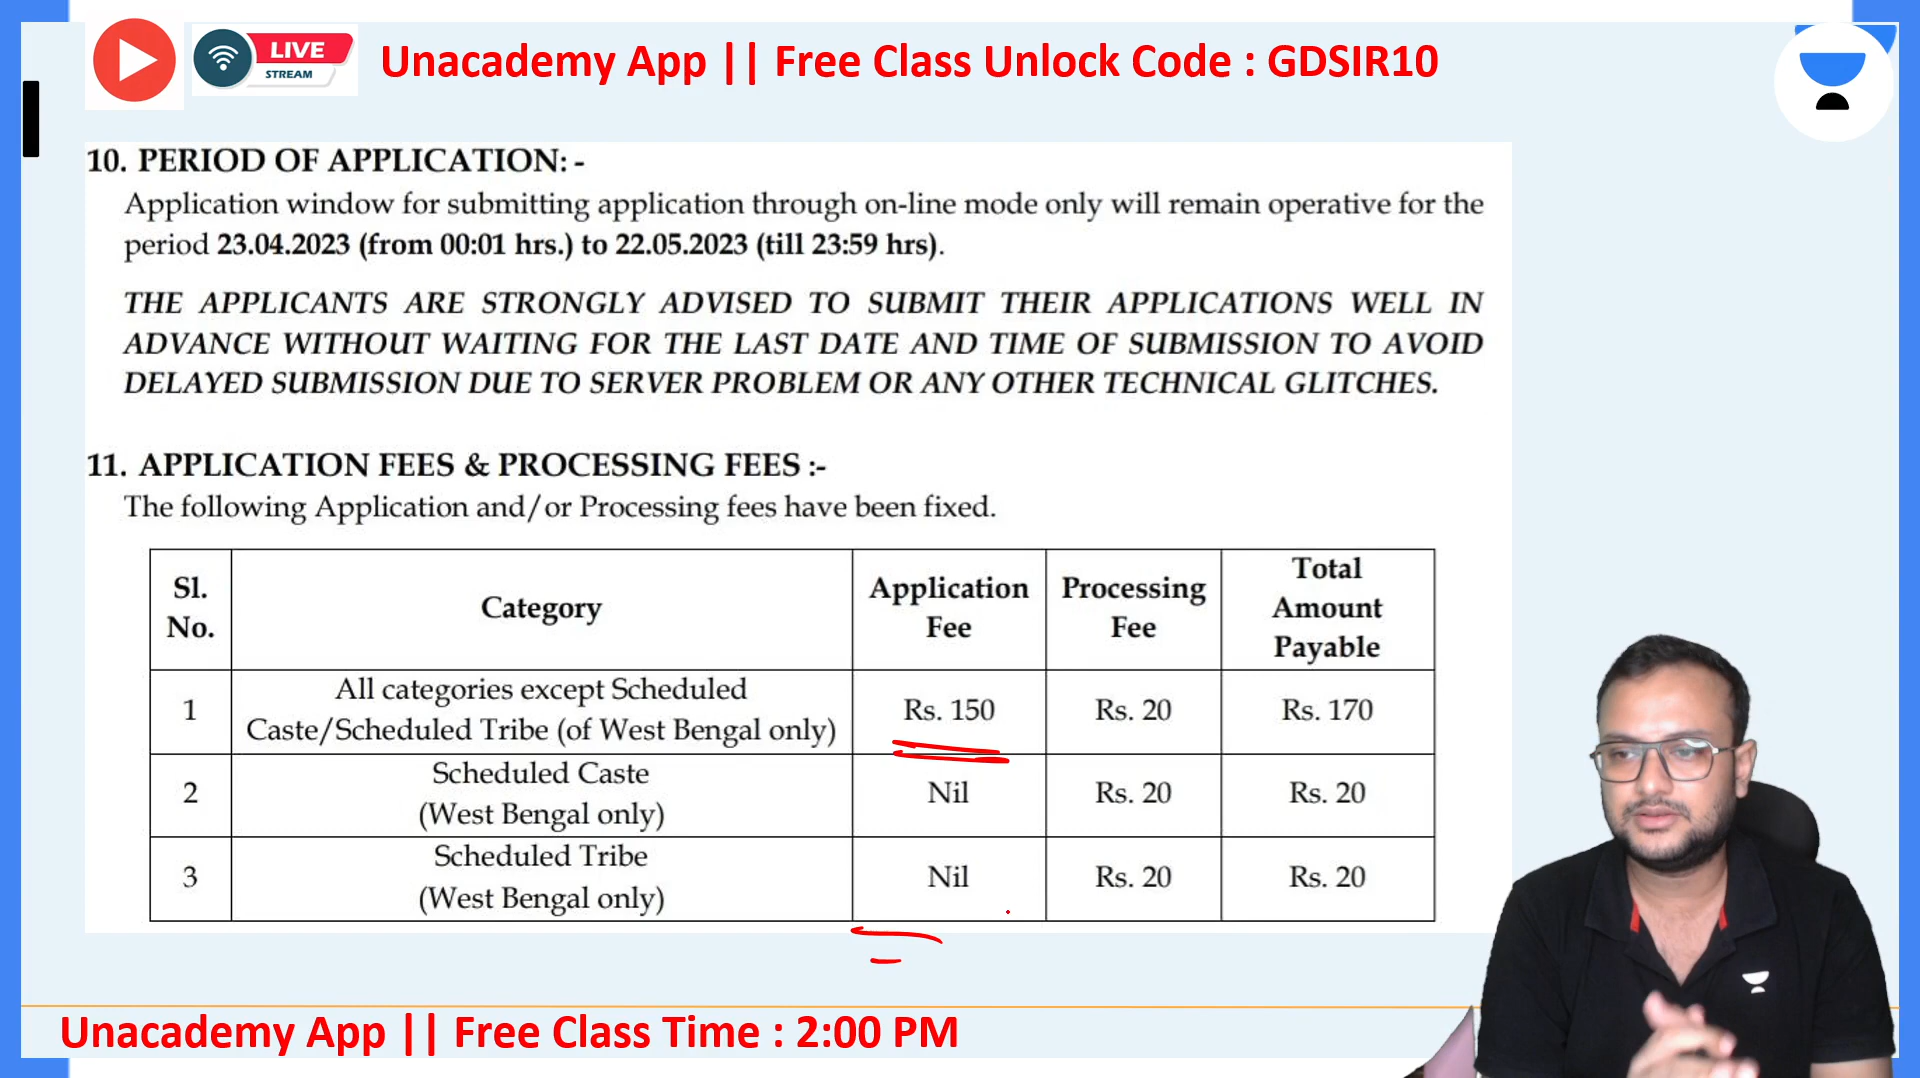 LIVE
STREAM
Unacademy App || Free Class Unlock Code : GDSIR10
10. PERIOD OF APPLICATION: -
Application window for submitting application through on-line mode only will remain operative for the
period 23.04.2023 (from 00:01 hrs.) to 22.05.2023 (till 23:59 hrs).
THE APPLICANTS ARE STRONGLY ADVISED TO SUBMIT THEIR APPLICATIONS WELL IN
ADVANCE WITHOUT WAITING FOR THE LAST DATE AND TIME OF SUBMISSION TO AVOID
DELAYED SUBMISSION DUE TO SERVER PROBLEM OR ANY OTHER TECHNICAL GLITCHES.
11. APPLICATION FEES & PROCESSING FEES :-
The following Application and/or Processing fees have been fixed.
Sl. No. Category Application Fee Processing Fee Total Amount Payable
1 All categories except Scheduled Caste/Scheduled Tribe (of West Bengal only) Rs. 150 Rs. 20 Rs. 170
2 Scheduled Caste (West Bengal only) Nil Rs. 20 Rs. 20
3 Scheduled Tribe (West Bengal only) Nil Rs. 20 Rs. 20
Unacademy App || Free Class Time : 2:00 PM